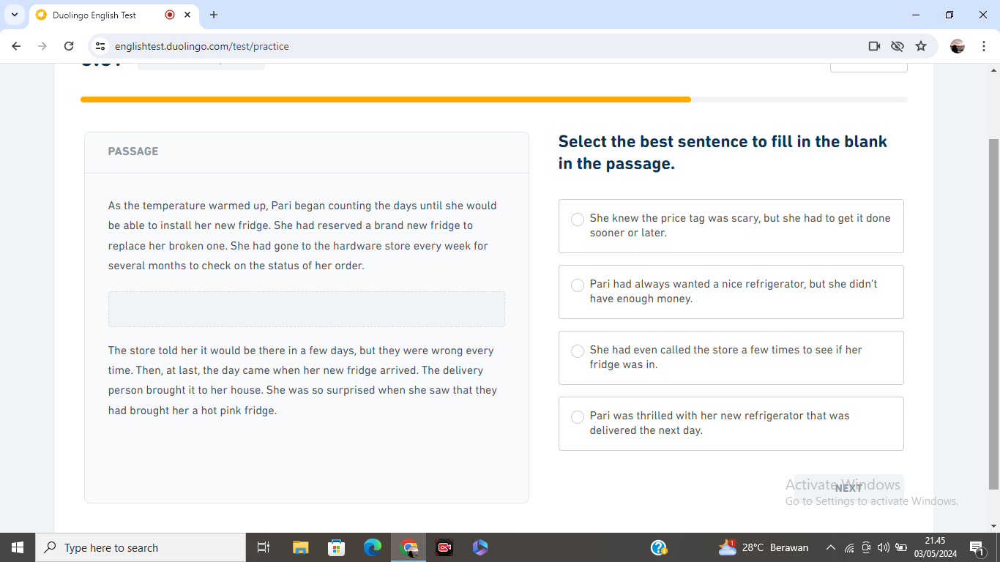 Duolingo English Test
englishtest.duolingo.com/test/practice
PASSAGE
As the temperature warmed up, Pari began counting the days until she would
be able to install her new fridge. She had reserved a brand new fridge to
replace her broken one. She had gone to the hardware store every week for
several months to check on the status of her order.
The store told her it would be there in a few days, but they were wrong every
time. Then, at last, the day came when her new fridge arrived. The delivery
person brought it to her house. She was so surprised when she saw that they
had brought her a hot pink fridge.
Select the best sentence to fill in the blank
in the passage.
She knew the price tag was scary, but she had to get it done
sooner or later.
Pari had always wanted a nice refrigerator, but she didn't
have enough money.
She had even called the store a few times to see if her
fridge was in.
Pari was thrilled with her new refrigerator that was
delivered the next day.
NEXT
Activate Windows
Go to Settings to activate Windows.
Type here to search
1
28°C Berawan
21.45
03/05/2024
1